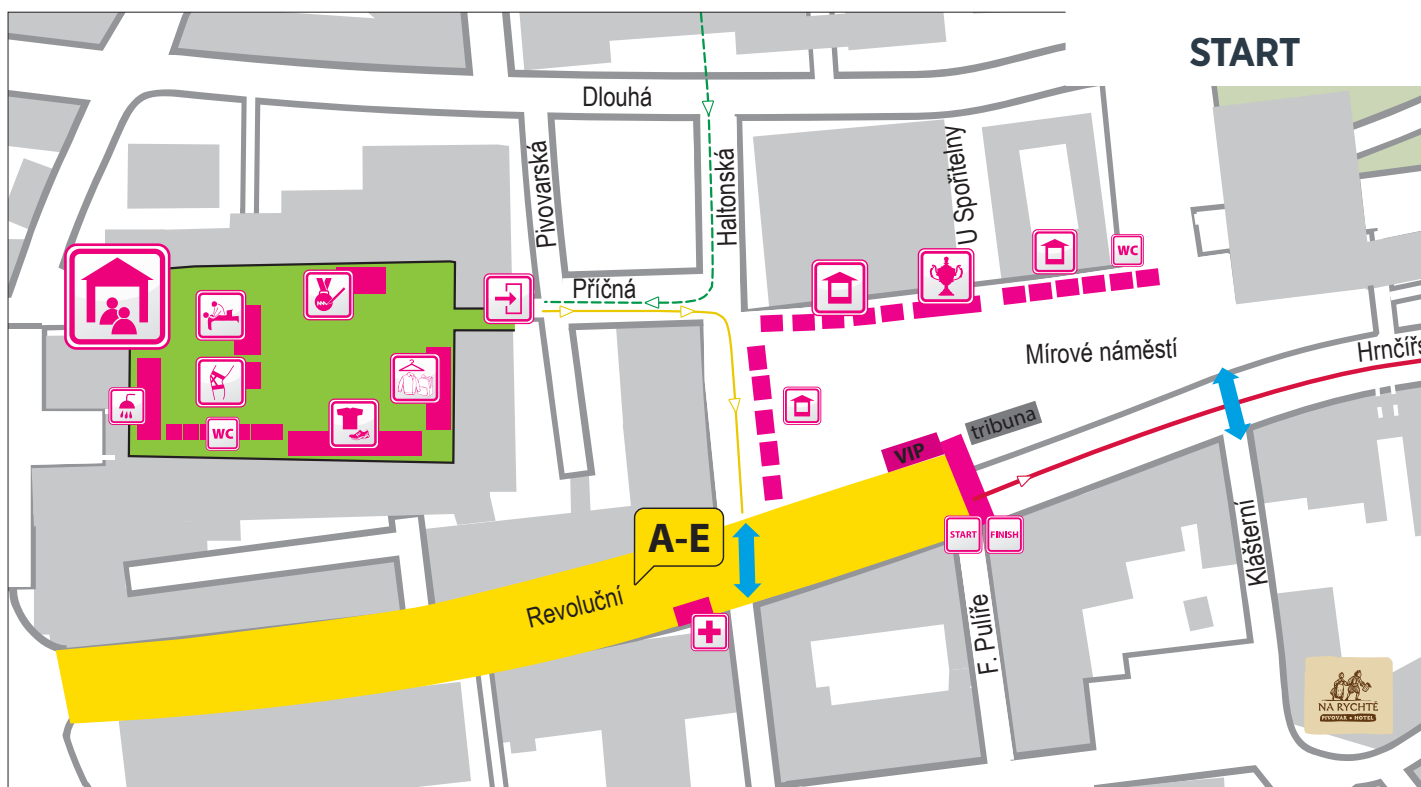 START
Dlouhá
Pivovarská
Haltonská
U Spořitelny
WC
Příčná
Mírové náměstí
Hrnčířs
WC
tribuna
VIP
A-E
START
FINISH
Revoluční
Klášterní
F. Pulíře
NA RYCHTĚ
PIVOVAR • HOTEL